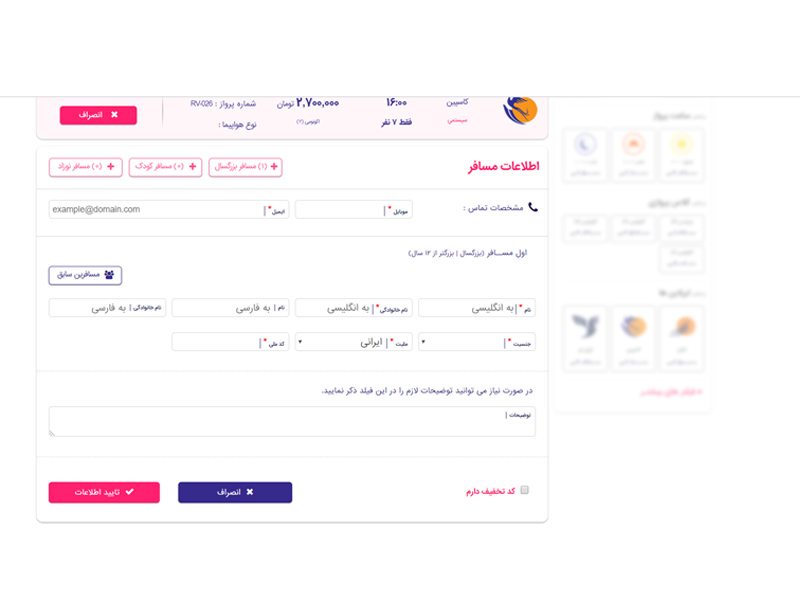 کاسپین
۱۶:۰۰
۲,۷۰۰,۰۰۰ تومان
شماره پرواز : RV-026
انصراف
سیستمی
فقط ۷ نفر
اکونومی (Y)
نوع هواپیما :
اطلاعات مسافر
(۱) مسافر بزرگسال
(۰) مسافر کودک
(۰) مسافر نوزاد
مشخصات تماس :
موبایل * |
ایمیل * |
example@domain.com
اول مســافر (بزرگسال | بزرگتر از ۱۲ سال)
مسافرین سابق
نام * | به انگلیسی
نام خانوادگی * | به انگلیسی
نام | به فارسی
نام خانوادگی | به فارسی
جنسیت * |
ملیت * | ایرانی
کد ملی * |
در صورت نیاز می توانید توضیحات لازم را در این فیلد ذکر نمایید.
توضیحات |
کد تخفیف دارم
انصراف
تایید اطلاعات